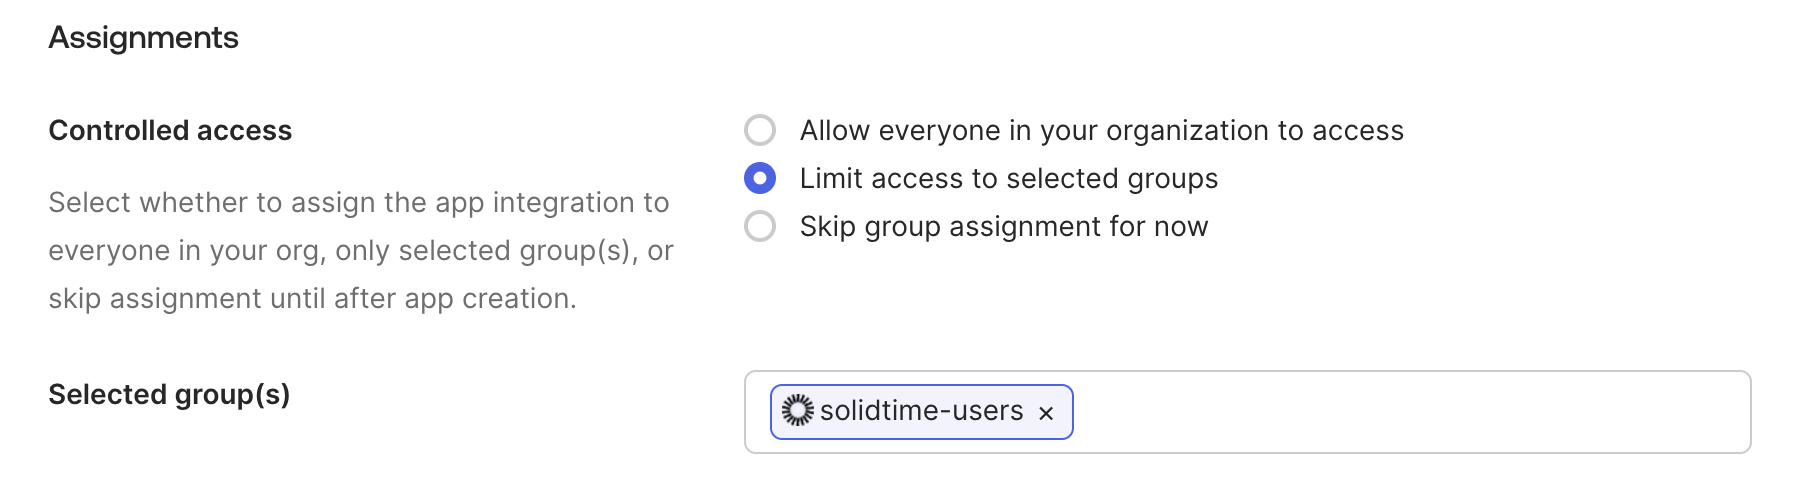 Assignments
Controlled access
Select whether to assign the app integration to
everyone in your org, only selected group(s), or
skip assignment until after app creation.
Allow everyone in your organization to access
Limit access to selected groups
Skip group assignment for now
Selected group(s)
solidtime-users ×